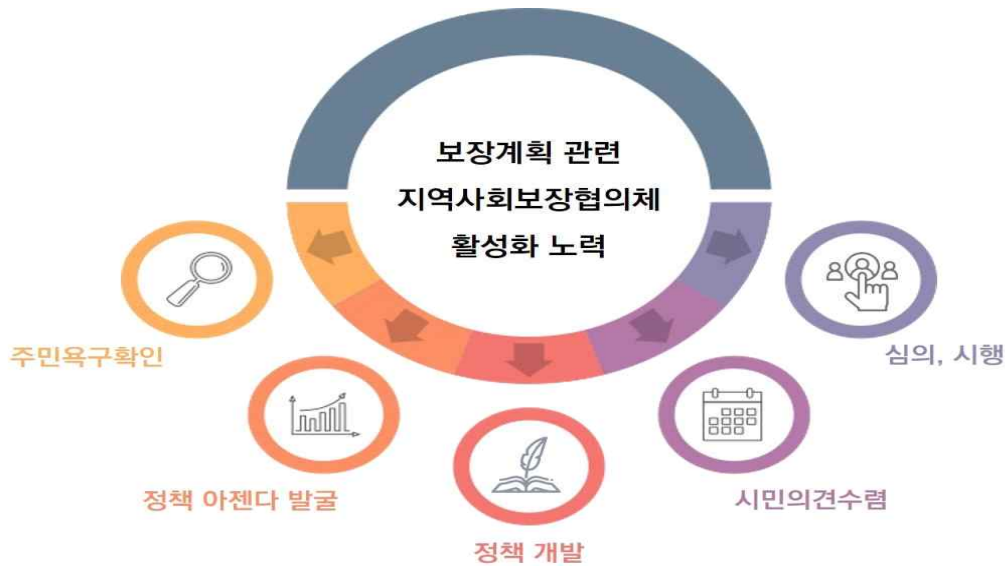 보장계획 관련
지역사회보장협의체
활성화 노력
주민욕구확인
정책 아젠다 발굴
정책 개발
시민의견수렴
심의, 시행